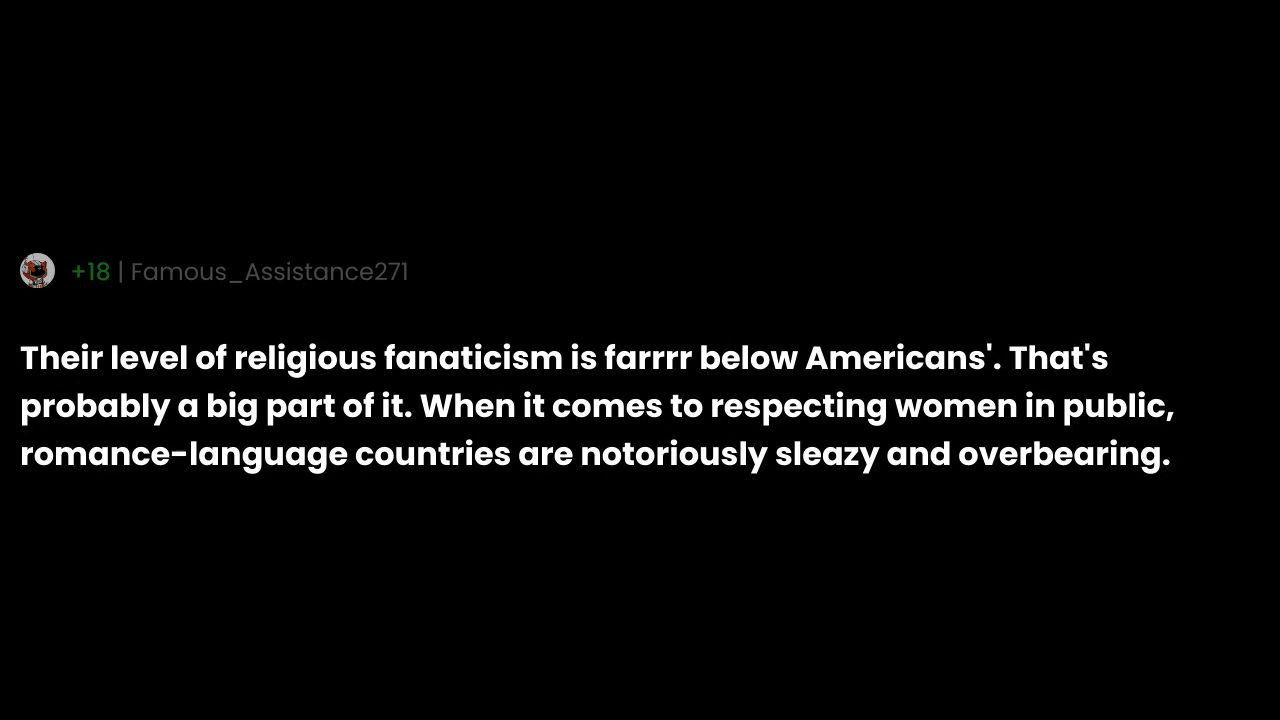 +18 | Famous_Assistance271
Their level of religious fanaticism is farrrr below Americans'. That's
probably a big part of it. When it comes to respecting women in public,
romance-language countries are notoriously sleazy and overbearing.